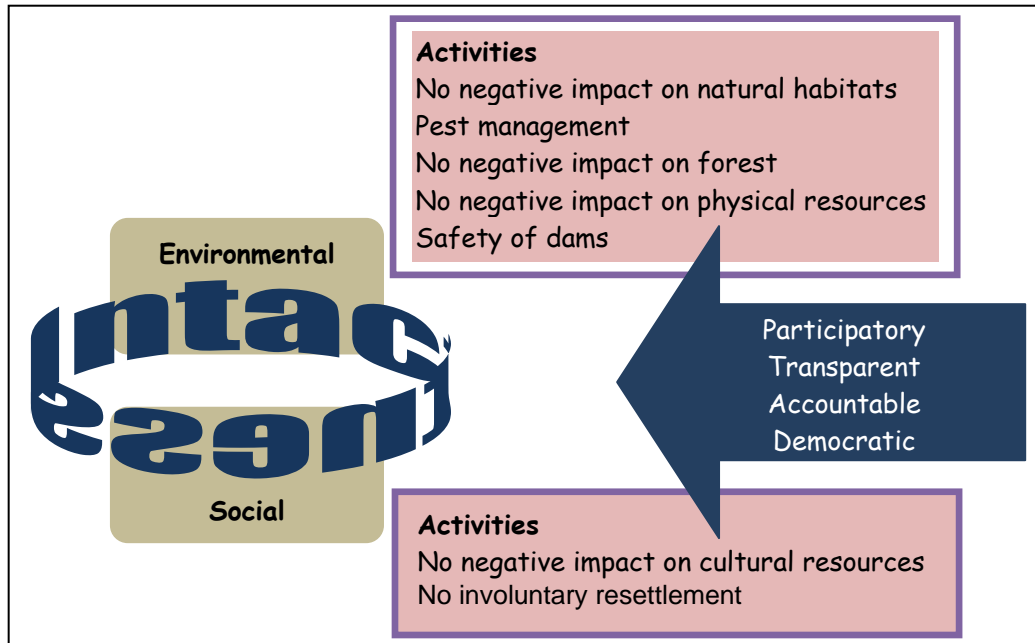 Activities
No negative impact on natural habitats
Pest management
No negative impact on forest
No negative impact on physical resources
Safety of dams
Environmental
Participatory
Transparent
Accountable
Democratic
Social
Activities
No negative impact on cultural resources
No involuntary resettlement